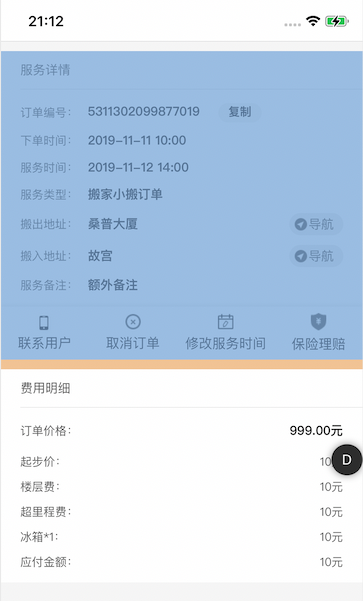 21:12
服务详情
订单编号： 5311302099877019 复制
下单时间： 2019-11-11 10:00
服务时间： 2019-11-12 14:00
服务类型： 搬家小搬订单
搬出地址： 桑普大厦 导航
搬入地址： 故宫 导航
服务备注： 额外备注
联系用户 取消订单 修改服务时间 保险理赔
费用明细
订单价格： 999.00元
起步价： 10
D
楼层费： 10元
超里程费： 10元
冰箱*1： 10元
应付金额： 10元